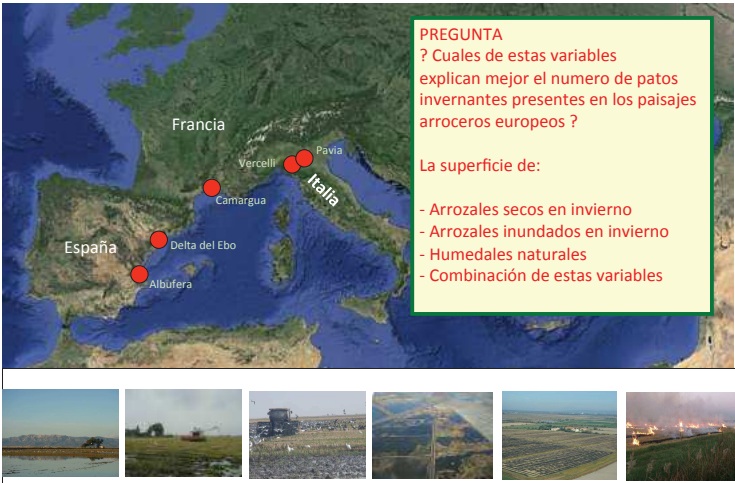 PREGUNTA
? Cuales de estas variables
explican mejor el numero de patos
invernantes presentes en los paisajes
arroceros europeos ?
La superficie de:
- Arrozales secos en invierno
- Arrozales inundados en invierno
- Humedales naturales
- Combinación de estas variables
Francia
Pavia
Vercelli
Italia
Camargua
España
Delta del Ebo
Albufera